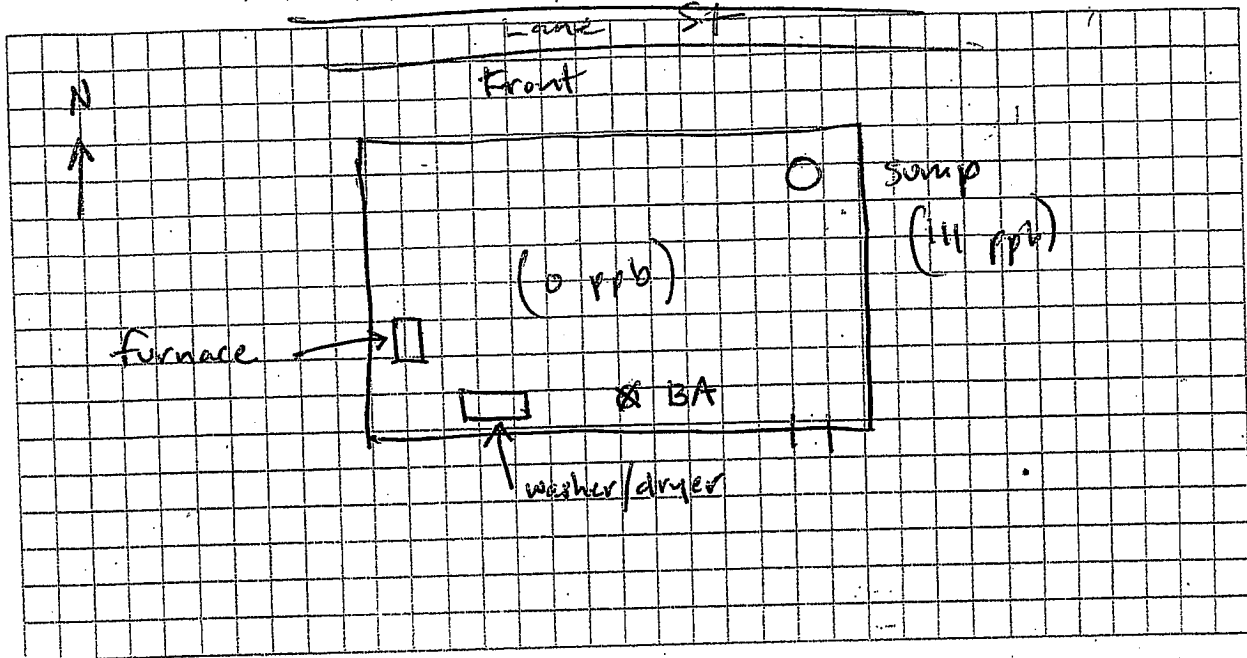 Lane St
Front
N
sump
(111 ppb)
(0 ppb)
furnace
BA
washer/dryer